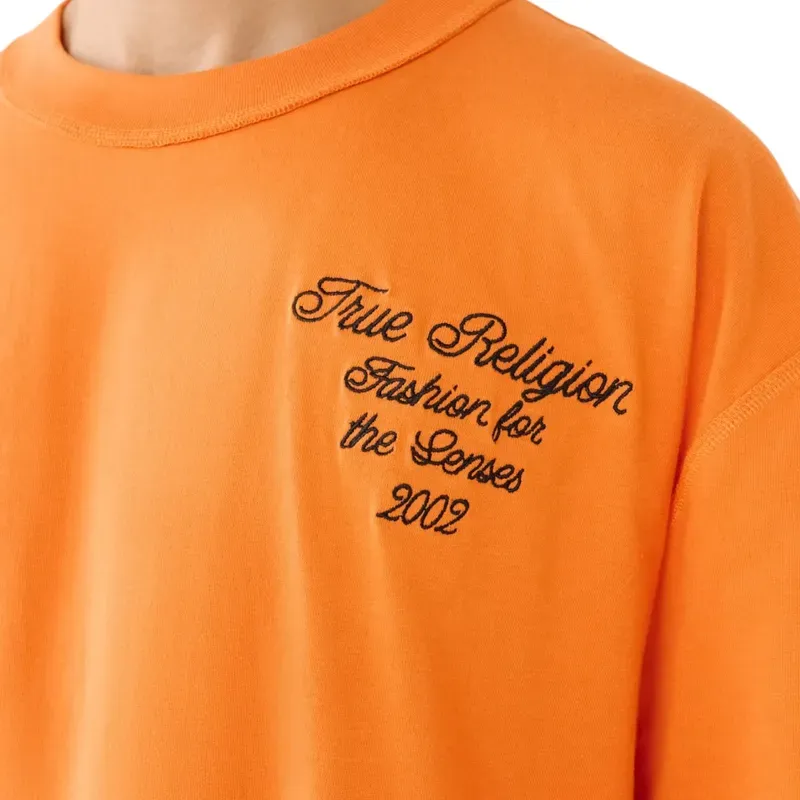 True Religion
Fashion for
the Senses
2002